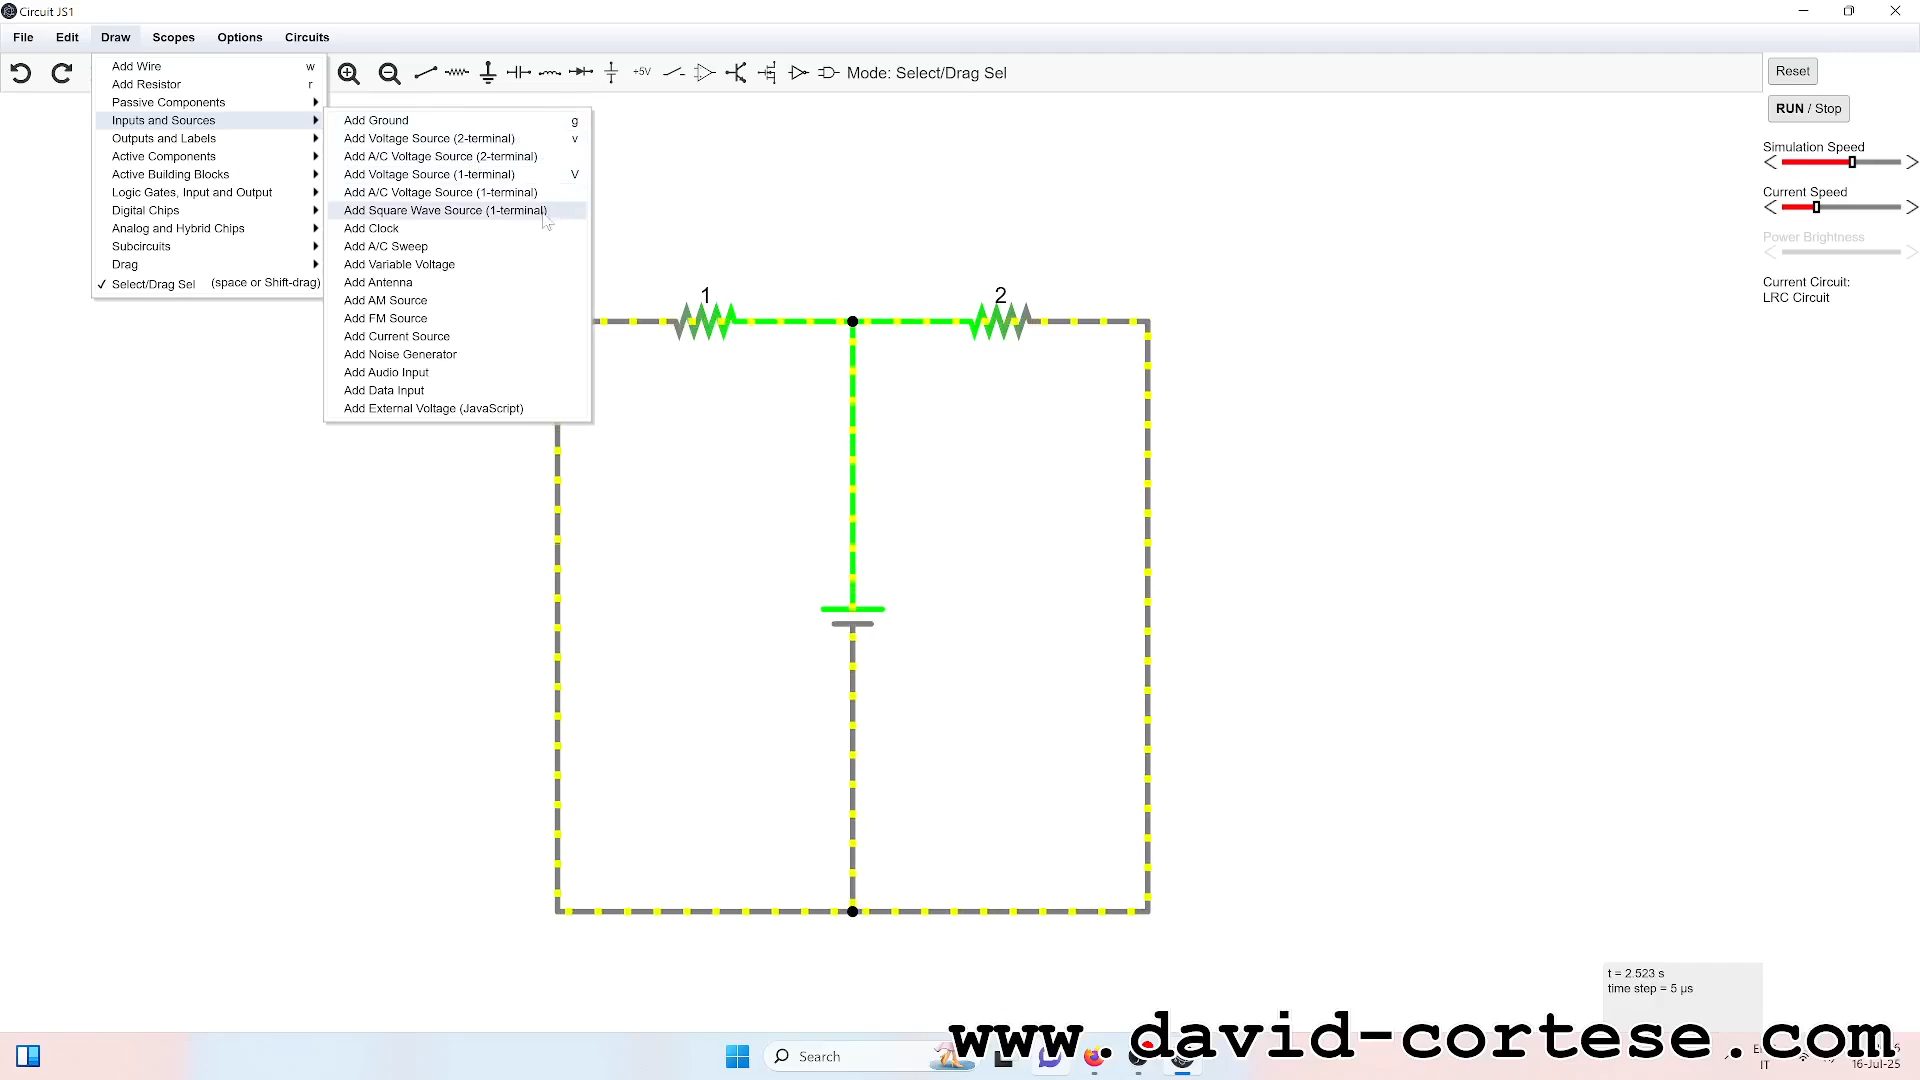 Circuit JS1
File Edit Draw Scopes Options Circuits
+5V Mode: Select/Drag Sel
Reset
RUN / Stop
Simulation Speed
Current Speed
Power Brightness
Current Circuit:
LRC Circuit
Add Wire w
Add Resistor r
Passive Components
Inputs and Sources
Outputs and Labels
Active Components
Active Building Blocks
Logic Gates, Input and Output
Digital Chips
Analog and Hybrid Chips
Subcircuits
Drag
Select/Drag Sel (space or Shift-drag)
Add Ground g
Add Voltage Source (2-terminal) v
Add A/C Voltage Source (2-terminal)
Add Voltage Source (1-terminal) V
Add A/C Voltage Source (1-terminal)
Add Square Wave Source (1-terminal)
Add Clock
Add A/C Sweep
Add Variable Voltage
Add Antenna
Add AM Source
Add FM Source
Add Current Source
Add Noise Generator
Add Audio Input
Add Data Input
Add External Voltage (JavaScript)
1 2
t = 2.523 s
time step = 5 μs
www.david-cortese.com
Search
IT
16-Jul-25